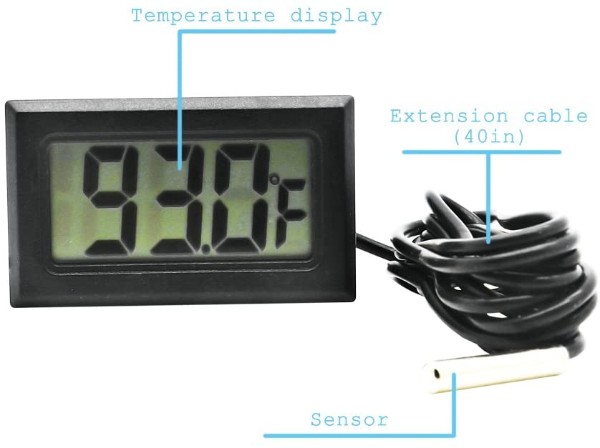 Temperature display
Extension cable
(40in)
93.0°F
Sensor